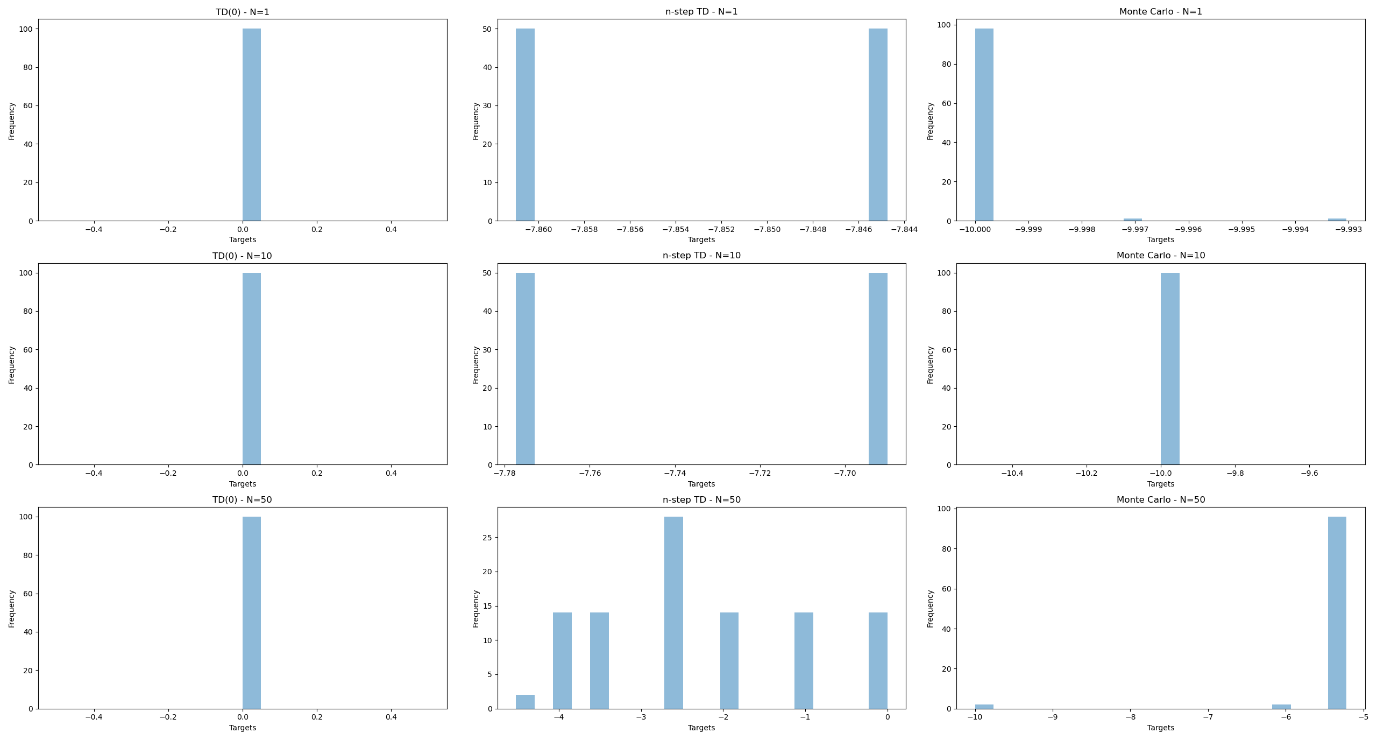 TD(0) - N=1
100
80
60
40
20
0
Frequency
−0.4 −0.2 0.0 0.2 0.4
Targets
n-step TD - N=1
50
40
30
20
10
0
Frequency
−7.860 −7.858 −7.856 −7.854 −7.852 −7.850 −7.848 −7.846 −7.844
Targets
Monte Carlo - N=1
100
80
60
40
20
0
Frequency
−10.000 −9.999 −9.998 −9.997 −9.996 −9.995 −9.994 −9.993
Targets
TD(0) - N=10
100
80
60
40
20
0
Frequency
−0.4 −0.2 0.0 0.2 0.4
Targets
n-step TD - N=10
50
40
30
20
10
0
Frequency
−7.78 −7.76 −7.74 −7.72 −7.70
Targets
Monte Carlo - N=10
100
80
60
40
20
0
Frequency
−10.4 −10.2 −10.0 −9.8 −9.6
Targets
TD(0) - N=50
100
80
60
40
20
0
Frequency
−0.4 −0.2 0.0 0.2 0.4
Targets
n-step TD - N=50
25
20
15
10
5
0
Frequency
−4 −3 −2 −1 0
Targets
Monte Carlo - N=50
100
80
60
40
20
0
Frequency
−10 −9 −8 −7 −6 −5
Targets